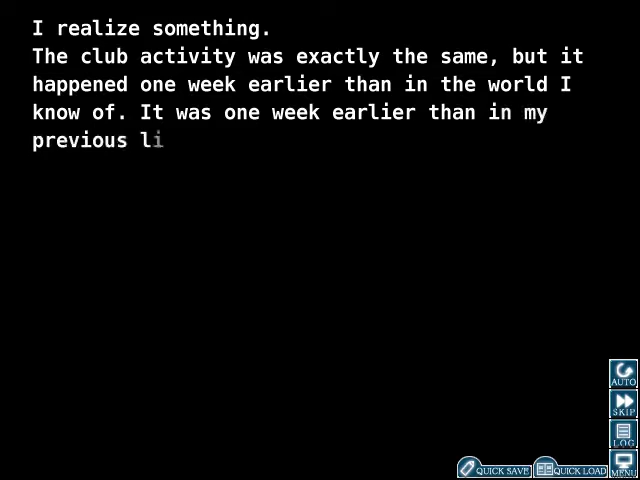 I realize something.
The club activity was exactly the same, but it
happened one week earlier than in the world I
know of. It was one week earlier than in my
previous li
AUTO
SKIP
LOG
MENU
QUICK SAVE
QUICK LOAD